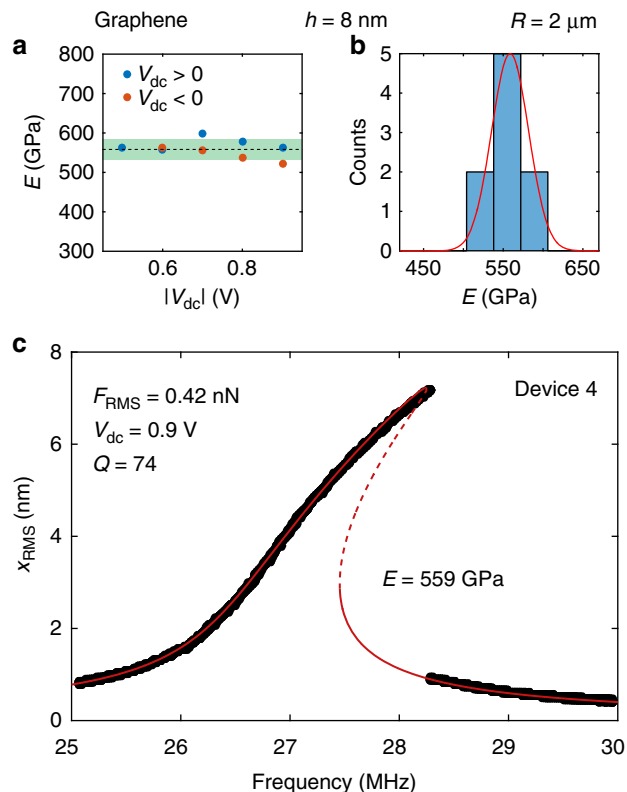 Graphene h = 8 nm R = 2 μm
a
800
700
600
500
400
300
E (GPa)
V_dc > 0
V_dc < 0
0.6 0.8
|V_dc| (V)
b
5
4
3
2
1
0
Counts
450 550 650
E (GPa)
c
8
6
4
2
0
x_RMS (nm)
F_RMS = 0.42 nN
V_dc = 0.9 V
Q = 74
Device 4
E = 559 GPa
25 26 27 28 29 30
Frequency (MHz)